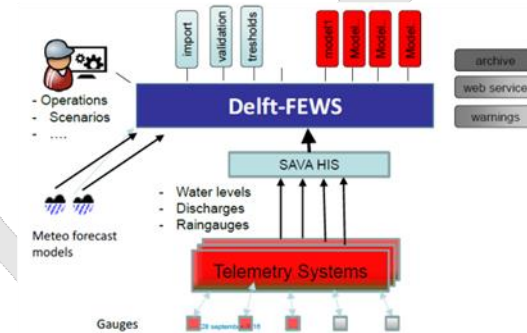 import
validation
tresholds
model1
Model.
Model.
Model.
archive
web service
warnings
Delft-FEWS
- Operations
- Scenarios
- ....
SAVA HIS
- Water levels
- Discharges
- Raingauges
Meteo forecast
models
Telemetry Systems
Gauges